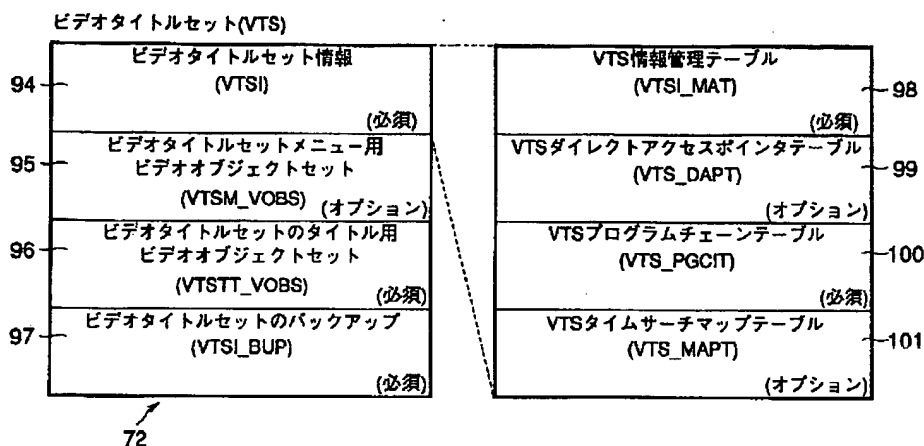 ビデオタイトルセット(VTS)
94
ビデオタイトルセット情報
(VTSI)
(必須)
95
ビデオタイトルセットメニュー用
ビデオオブジェクトセット
(VTSM_VOBS)
(オプション)
96
ビデオタイトルセットのタイトル用
ビデオオブジェクトセット
(VTSTT_VOBS)
(必須)
97
ビデオタイトルセットのバックアップ
(VTSI_BUP)
(必須)
72
VTS情報管理テーブル
(VTSI_MAT)
(必須)
98
VTSダイレクトアクセスポインタテーブル
(VTS_DAPT)
(オプション)
99
VTSプログラムチェーンテーブル
(VTS_PGCIT)
(必須)
100
VTSタイムサーチマップテーブル
(VTS_MAPT)
(オプション)
101